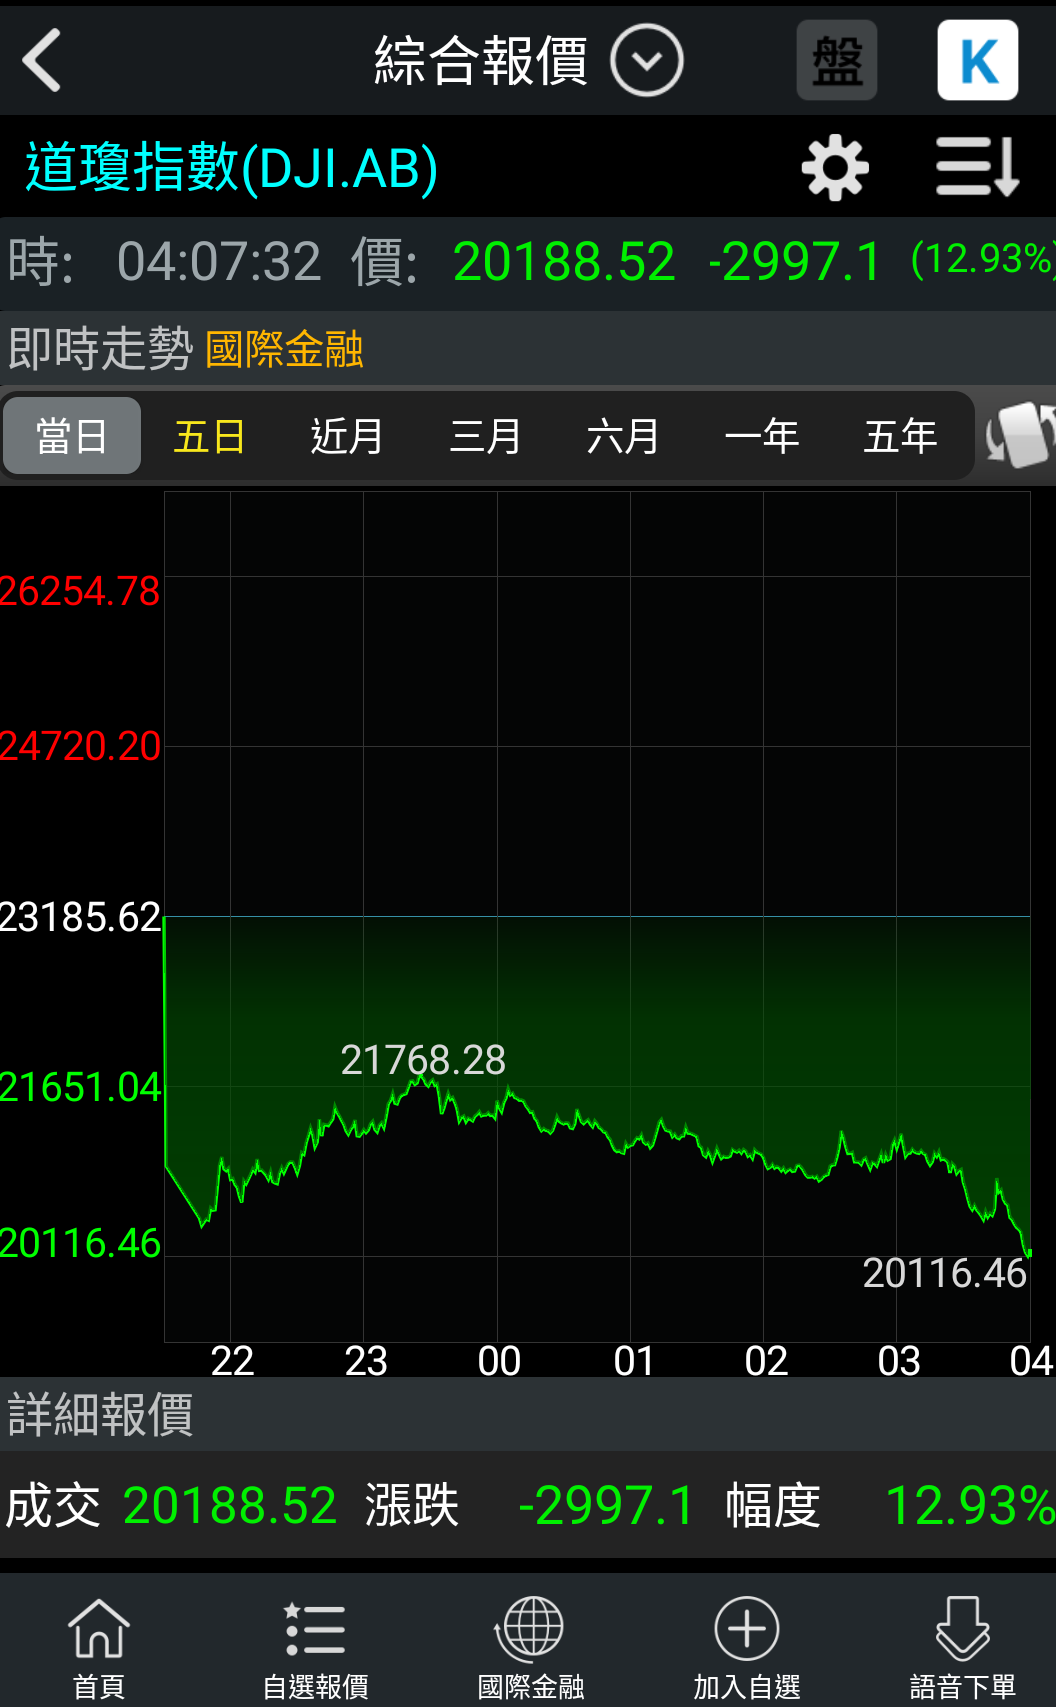 綜合報價 盤 K
道瓊指數(DJI.AB)
時: 04:07:32 價: 20188.52 -2997.1 (12.93%)
即時走勢 國際金融
當日 五日 近月 三月 六月 一年 五年
26254.78
24720.20
23185.62
21768.28
21651.04
20116.46
20116.46
22 23 00 01 02 03 04
詳細報價
成交 20188.52 漲跌 -2997.1 幅度 12.93%
首頁 自選報價 國際金融 加入自選 語音下單